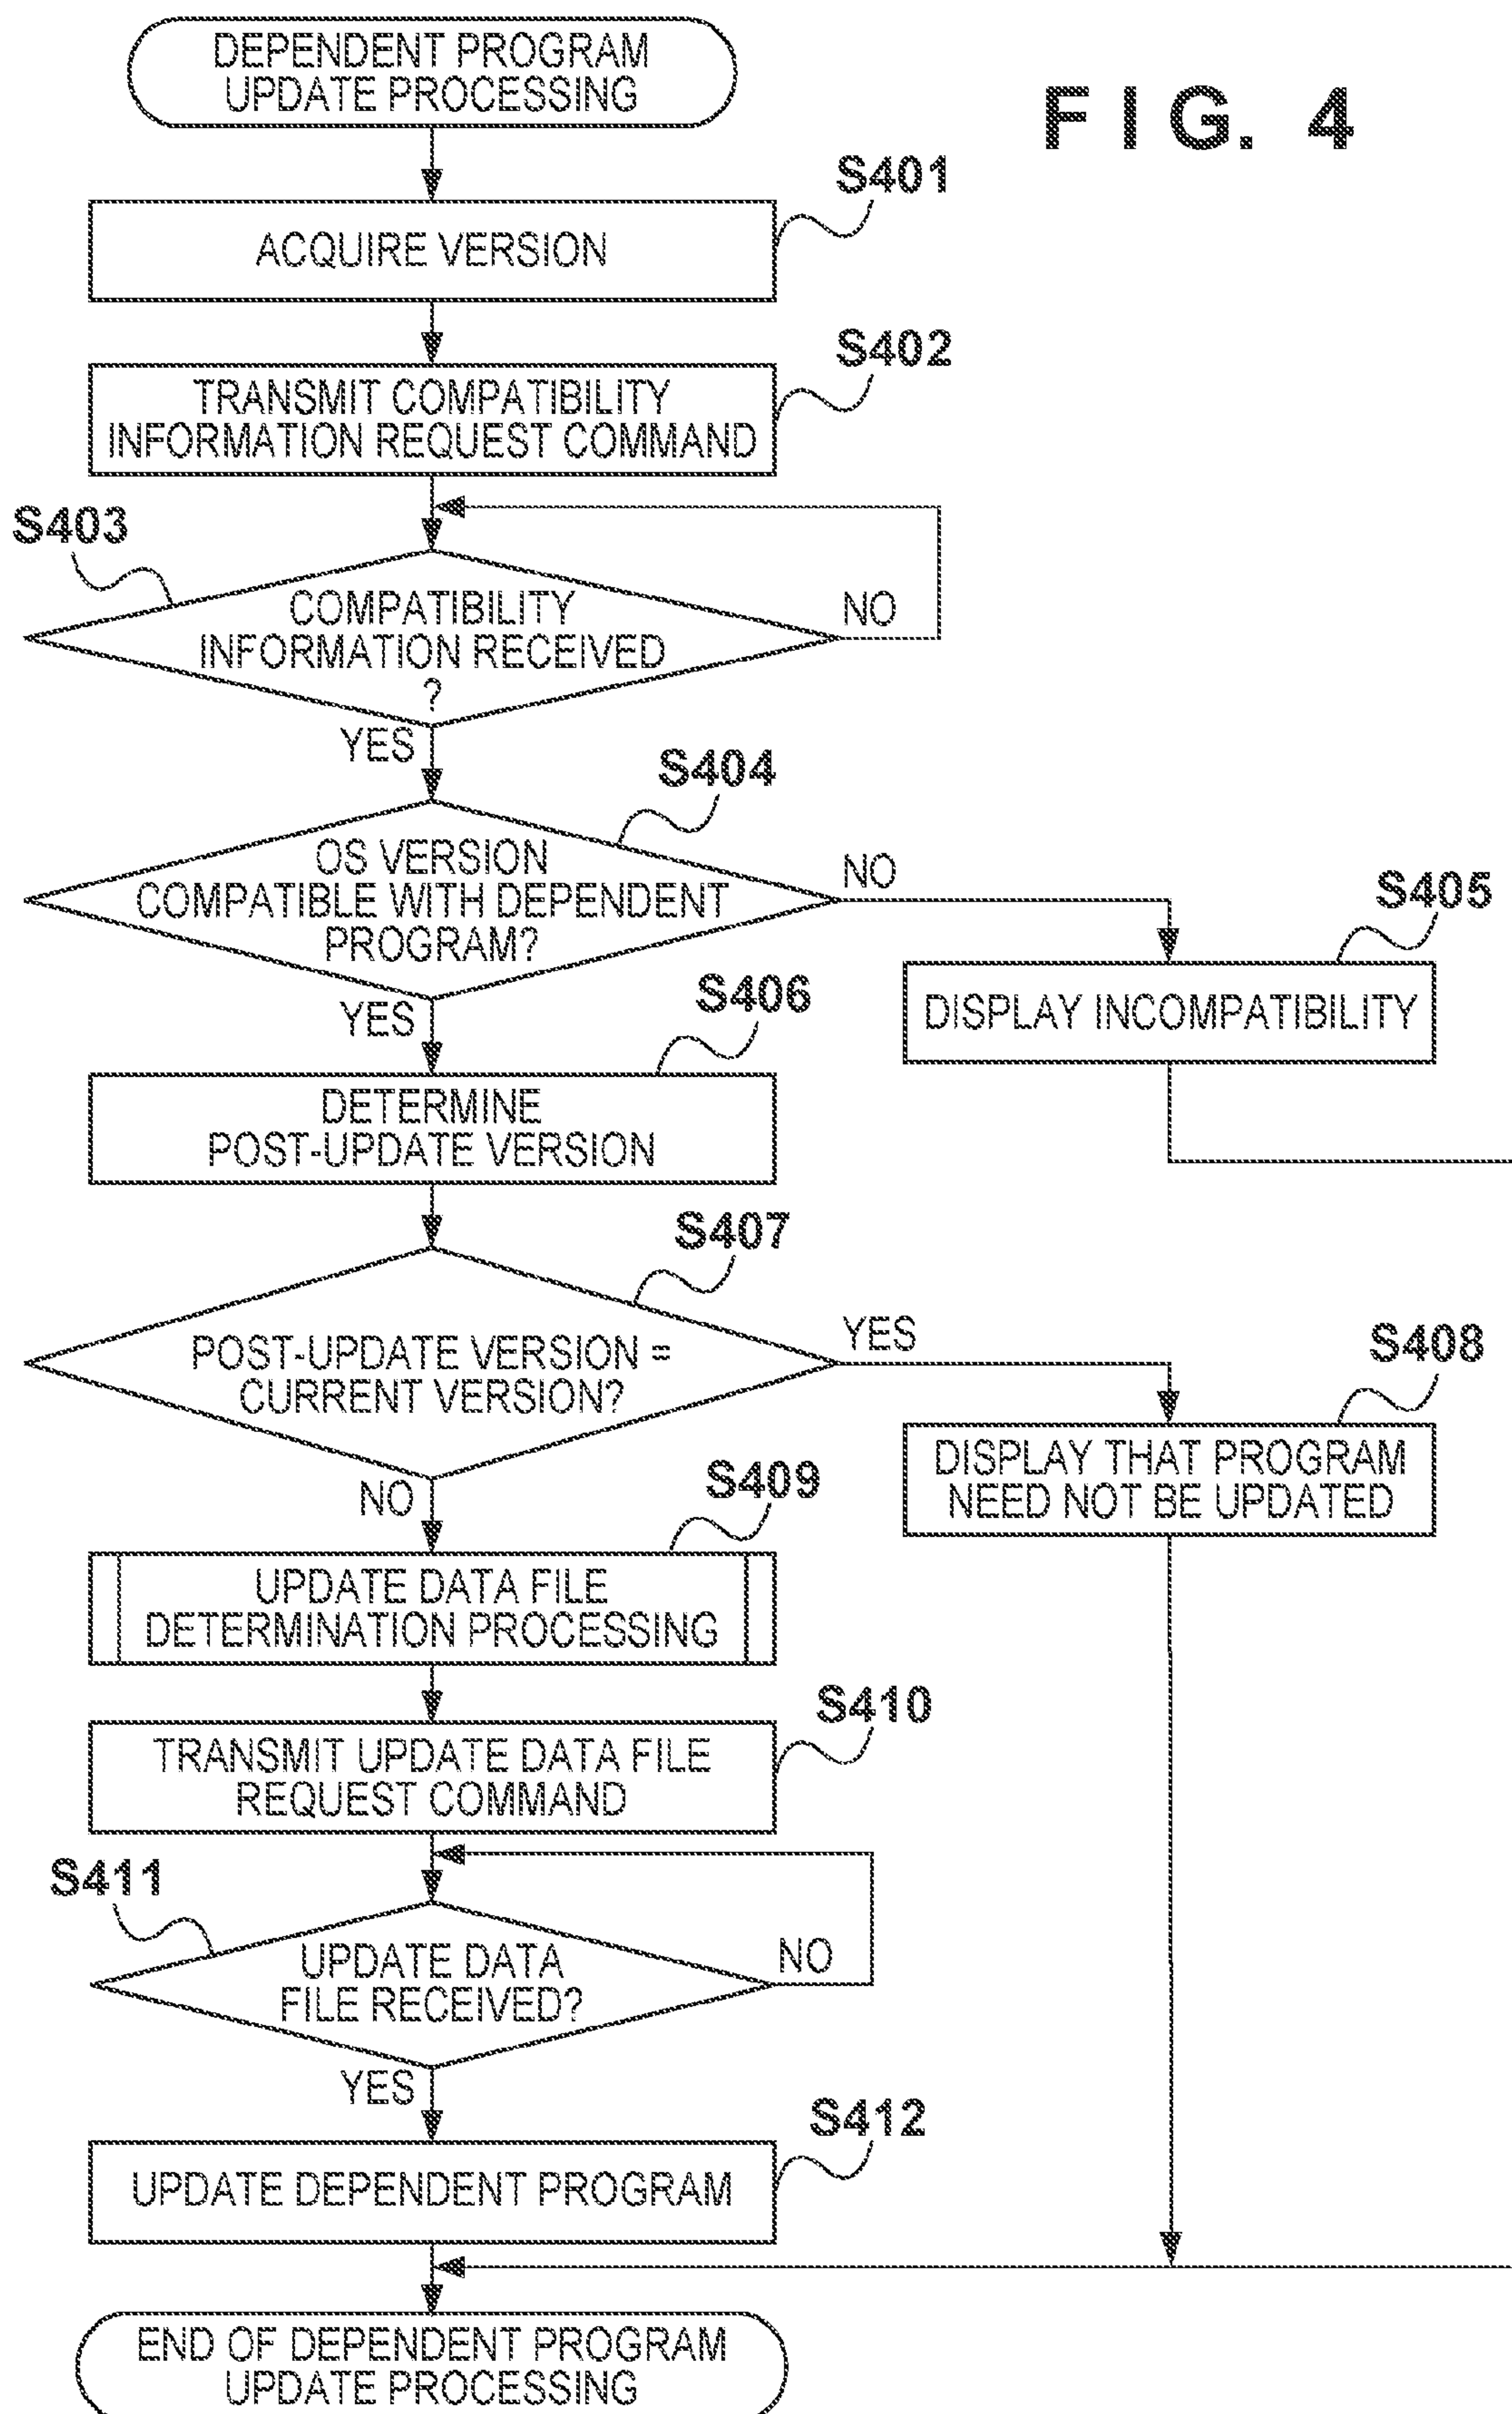 DEPENDENT PROGRAM
UPDATE PROCESSING
FIG. 4
S401
ACQUIRE VERSION
S402
TRANSMIT COMPATIBILITY
INFORMATION REQUEST COMMAND
S403
COMPATIBILITY
INFORMATION RECEIVED
?
NO
YES
S404
OS VERSION
COMPATIBLE WITH DEPENDENT
PROGRAM?
NO
S405
DISPLAY INCOMPATIBILITY
YES
S406
DETERMINE
POST-UPDATE VERSION
S407
POST-UPDATE VERSION =
CURRENT VERSION?
YES
S408
DISPLAY THAT PROGRAM
NEED NOT BE UPDATED
NO
S409
UPDATE DATA FILE
DETERMINATION PROCESSING
S410
TRANSMIT UPDATE DATA FILE
REQUEST COMMAND
S411
UPDATE DATA
FILE RECEIVED?
NO
YES
S412
UPDATE DEPENDENT PROGRAM
END OF DEPENDENT PROGRAM
UPDATE PROCESSING